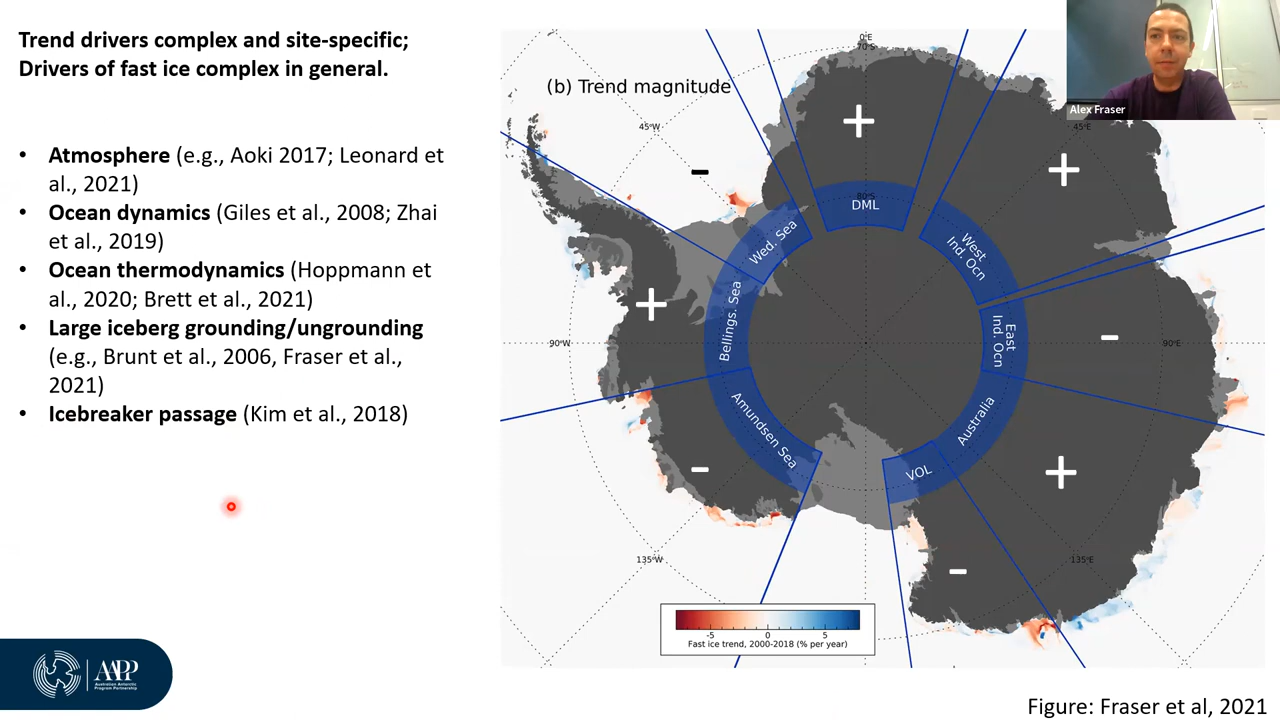 Trend drivers complex and site-specific;
Drivers of fast ice complex in general.
• Atmosphere (e.g., Aoki 2017; Leonard et
al., 2021)
• Ocean dynamics (Giles et al., 2008; Zhai
et al., 2019)
• Ocean thermodynamics (Hoppmann et
al., 2020; Brett et al., 2021)
• Large iceberg grounding/ungrounding
(e.g., Brunt et al., 2006, Fraser et al.,
2021)
• Icebreaker passage (Kim et al., 2018)
AAPP
Australian Antarctic
Program Partnership
(b) Trend magnitude
0°E
70°S
45°W
45°E
+
+
-
80°S
DML
Wed. Sea
West
Ind. Ocn
+
Bellings. Sea
East
Ind. Ocn
-
90°W
90°E
Amundsen Sea
Australia
VOL
-
+
-
135°W
135°E
-5 0 5
Fast ice trend, 2000-2018 (% per year)
Alex Fraser
Figure: Fraser et al, 2021